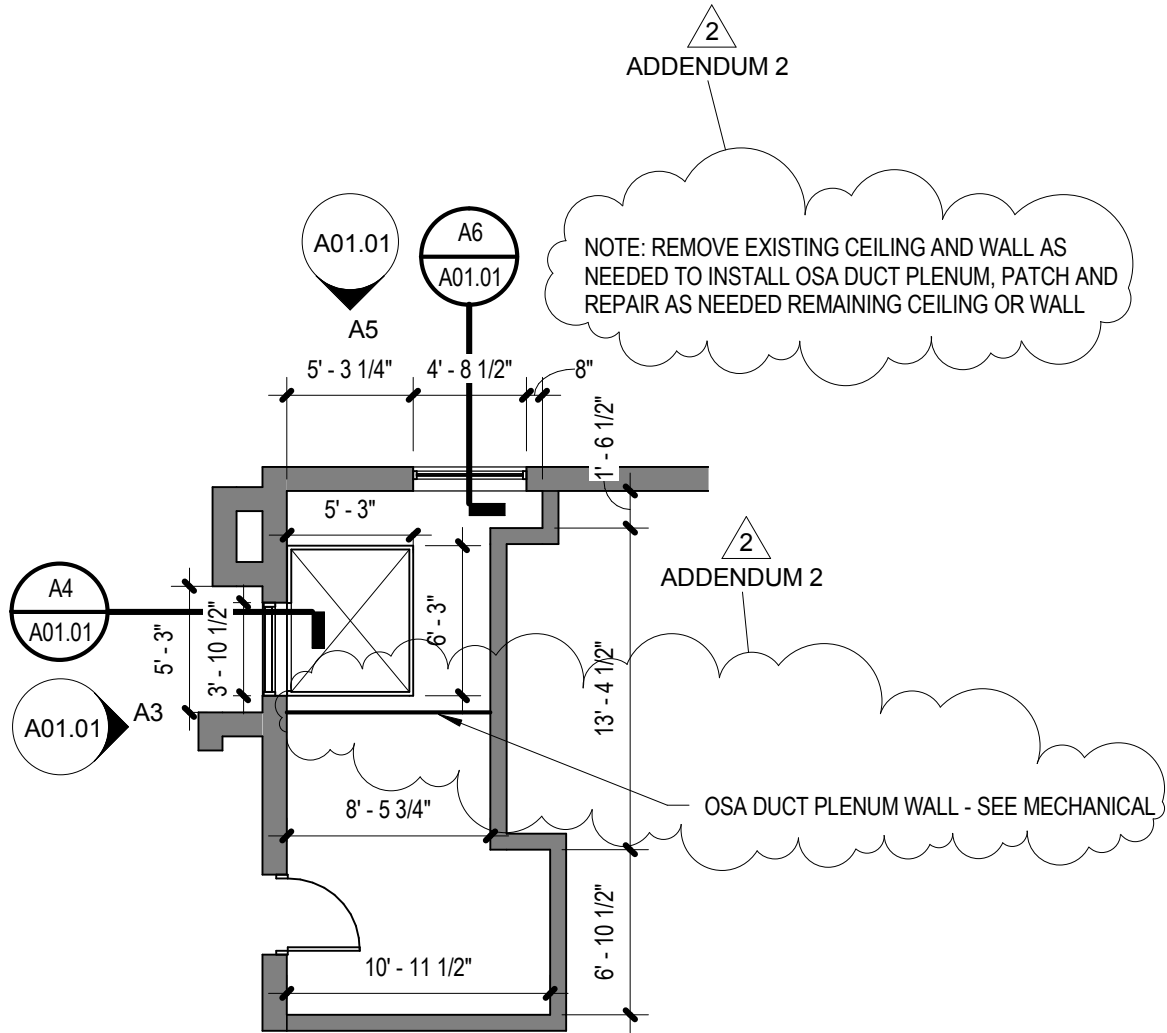 2
ADDENDUM 2
NOTE: REMOVE EXISTING CEILING AND WALL AS
NEEDED TO INSTALL OSA DUCT PLENUM, PATCH AND
REPAIR AS NEEDED REMAINING CEILING OR WALL
A01.01
A5
A6
A01.01
5' - 3 1/4"
4' - 8 1/2"
8"
1' - 6 1/2"
5' - 3"
6' - 3"
2
ADDENDUM 2
A4
A01.01
5' - 3"
3' - 10 1/2"
A01.01
A3
13' - 4 1/2"
8' - 5 3/4"
OSA DUCT PLENUM WALL - SEE MECHANICAL
6' - 10 1/2"
10' - 11 1/2"